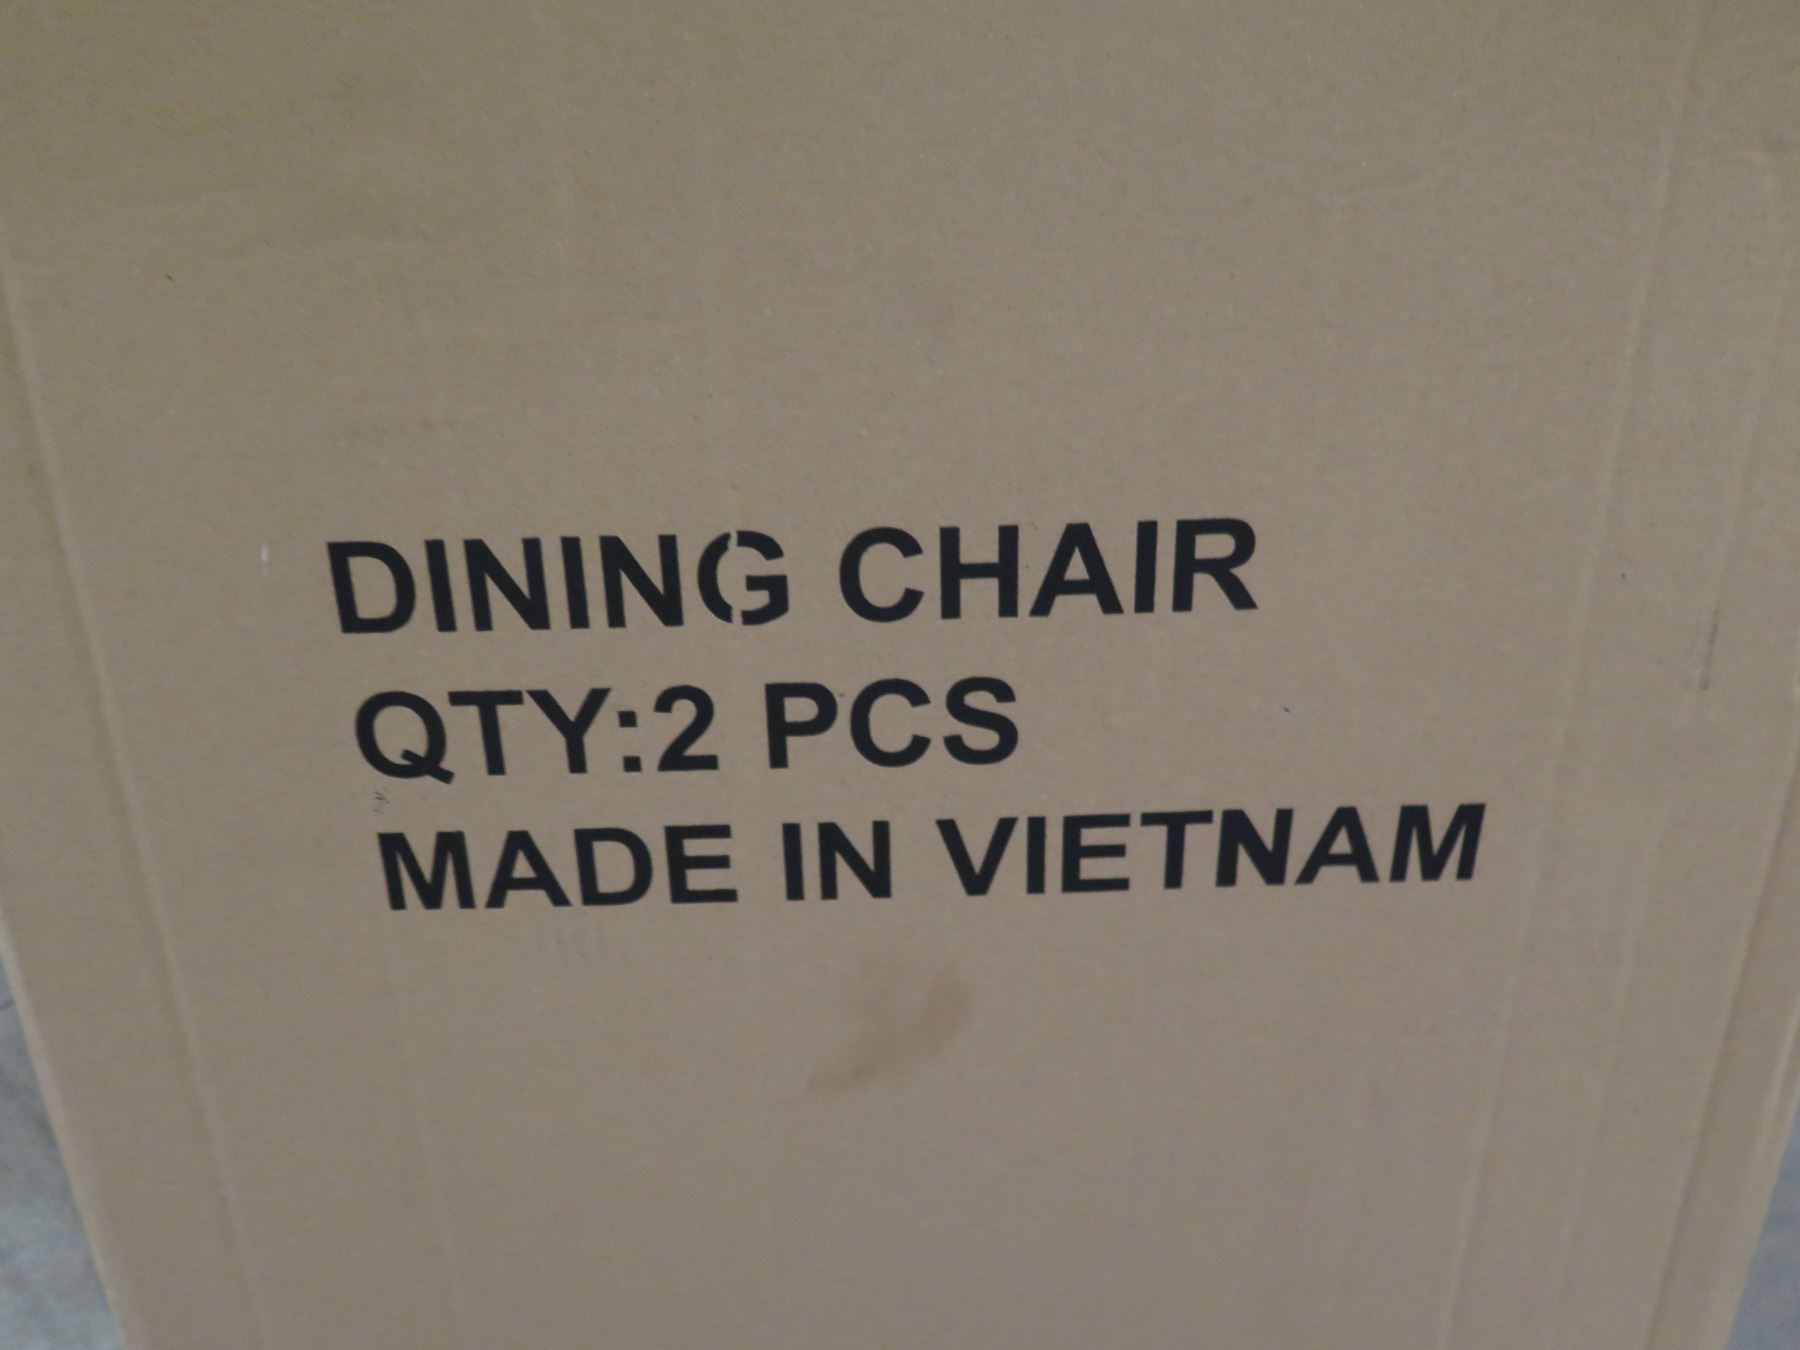 DINING CHAIR
QTY:2 PCS
MADE IN VIETNAM